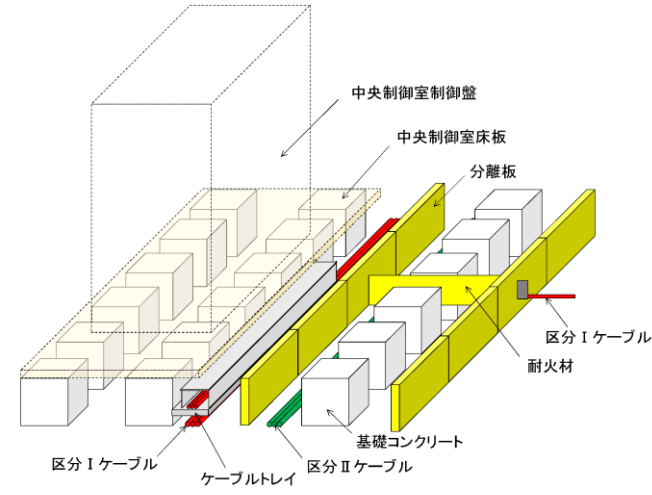 中央制御室制御盤
中央制御室床板
分離板
区分Ⅰケーブル
耐火材
基礎コンクリート
区分Ⅰケーブル
ケーブルトレイ
区分Ⅱケーブル